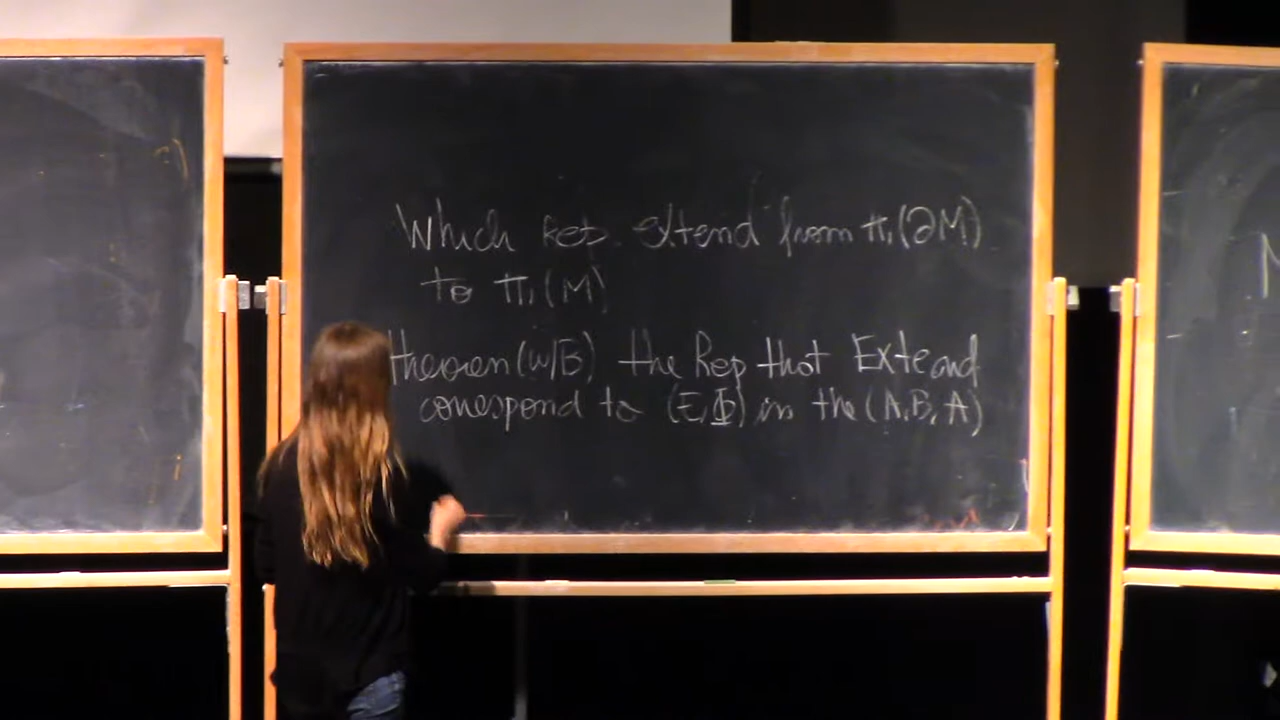 Which Rep. extend from π₁(∂M)
to π₁(M)
theorem (w/B) the Rep that Extend
correspond to (E,Φ) in the (A,B,A)